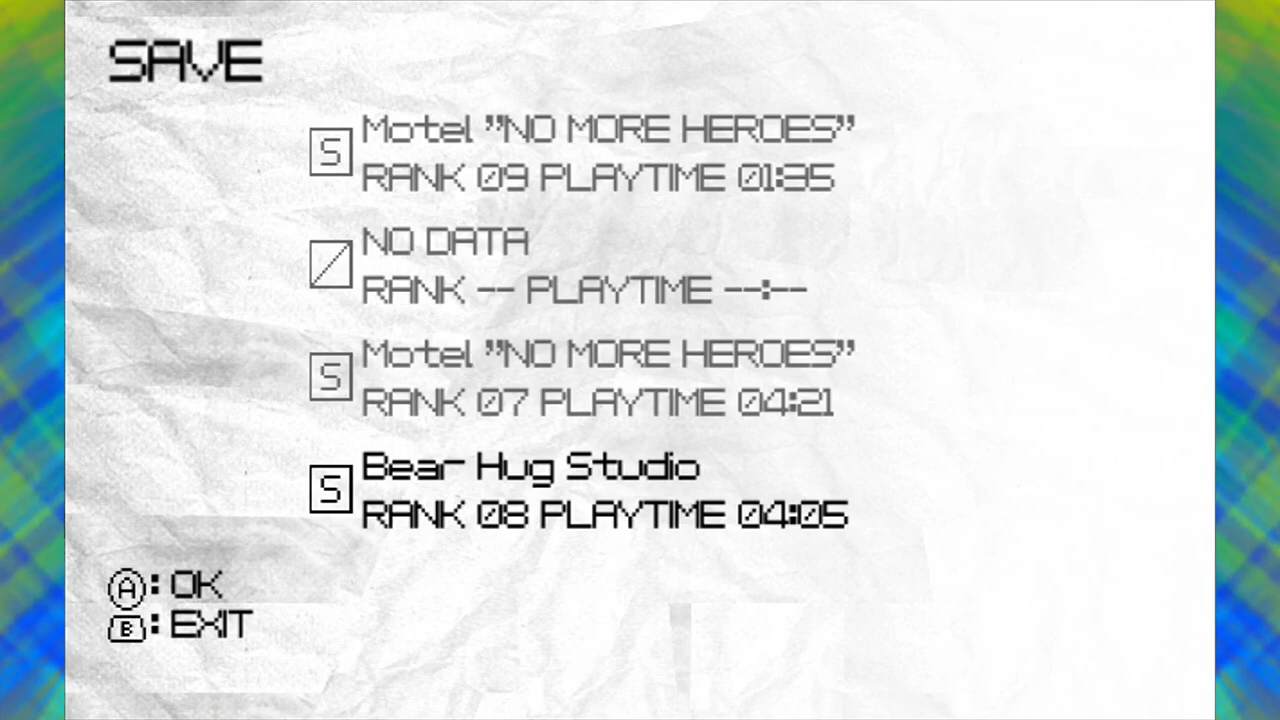 SAVE
S
Motel "NO MORE HEROES"
RANK 09 PLAYTIME 01:35
NO DATA
RANK -- PLAYTIME --:--
S
Motel "NO MORE HEROES"
RANK 07 PLAYTIME 04:21
S
Bear Hug Studio
RANK 08 PLAYTIME 04:05
A: OK
B: EXIT